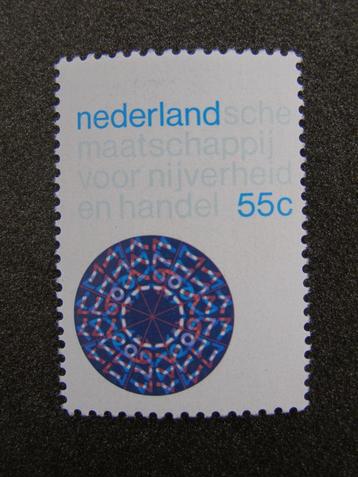 nederlandsche
maatschappij
voor nijverheid
en handel 55c